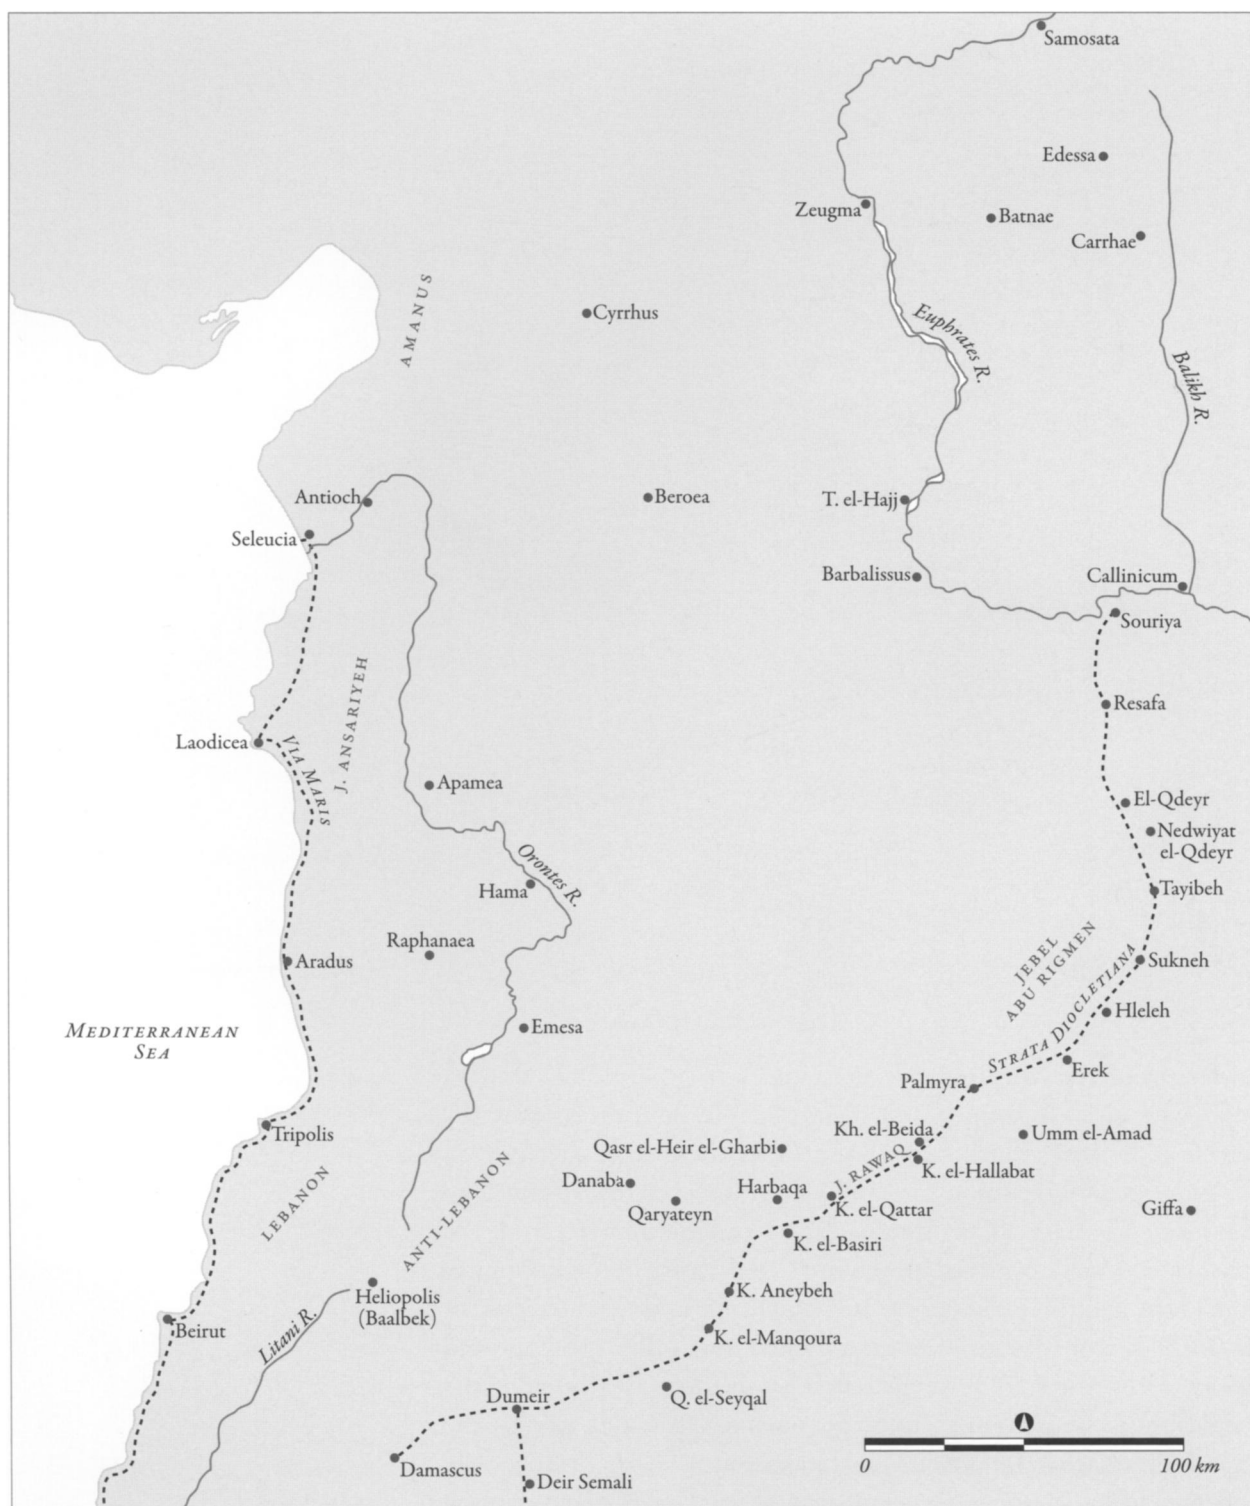 Samosata
Edessa
Zeugma
Batnae
Carrhae
AMANUS
Cyrrhus
Euphrates R.
Balikh R.
Antioch
Beroea
T. el-Hajj
Seleucia
Barbalissus
Callinicum
Souriya
J. ANSARIYEH
Resafa
Laodicea
VIA MARIS
Apamea
El-Qdeyr
Nedwiyat
el-Qdeyr
Orontes R.
Hama
Tayibeh
Raphanaea
Aradus
JEBEL
ABU RIGMEN
STRATA DIOCLETIANA
Sukneh
Hleleh
MEDITERRANEAN
SEA
Emesa
Erek
Palmyra
Tripolis
Kh. el-Beida
Umm el-Amad
Qasr el-Heir el-Gharbi
J. RAWAQ
K. el-Hallabat
LEBANON
ANTI-LEBANON
Danaba
Qaryateyn
Harbaqa
K. el-Qattar
Giffa
K. el-Basiri
Heliopolis
(Baalbek)
K. Aneybeh
Beirut
Litani R.
K. el-Manqoura
Dumeir
Q. el-Seyqal
Damascus
Deir Semali
0
100 km